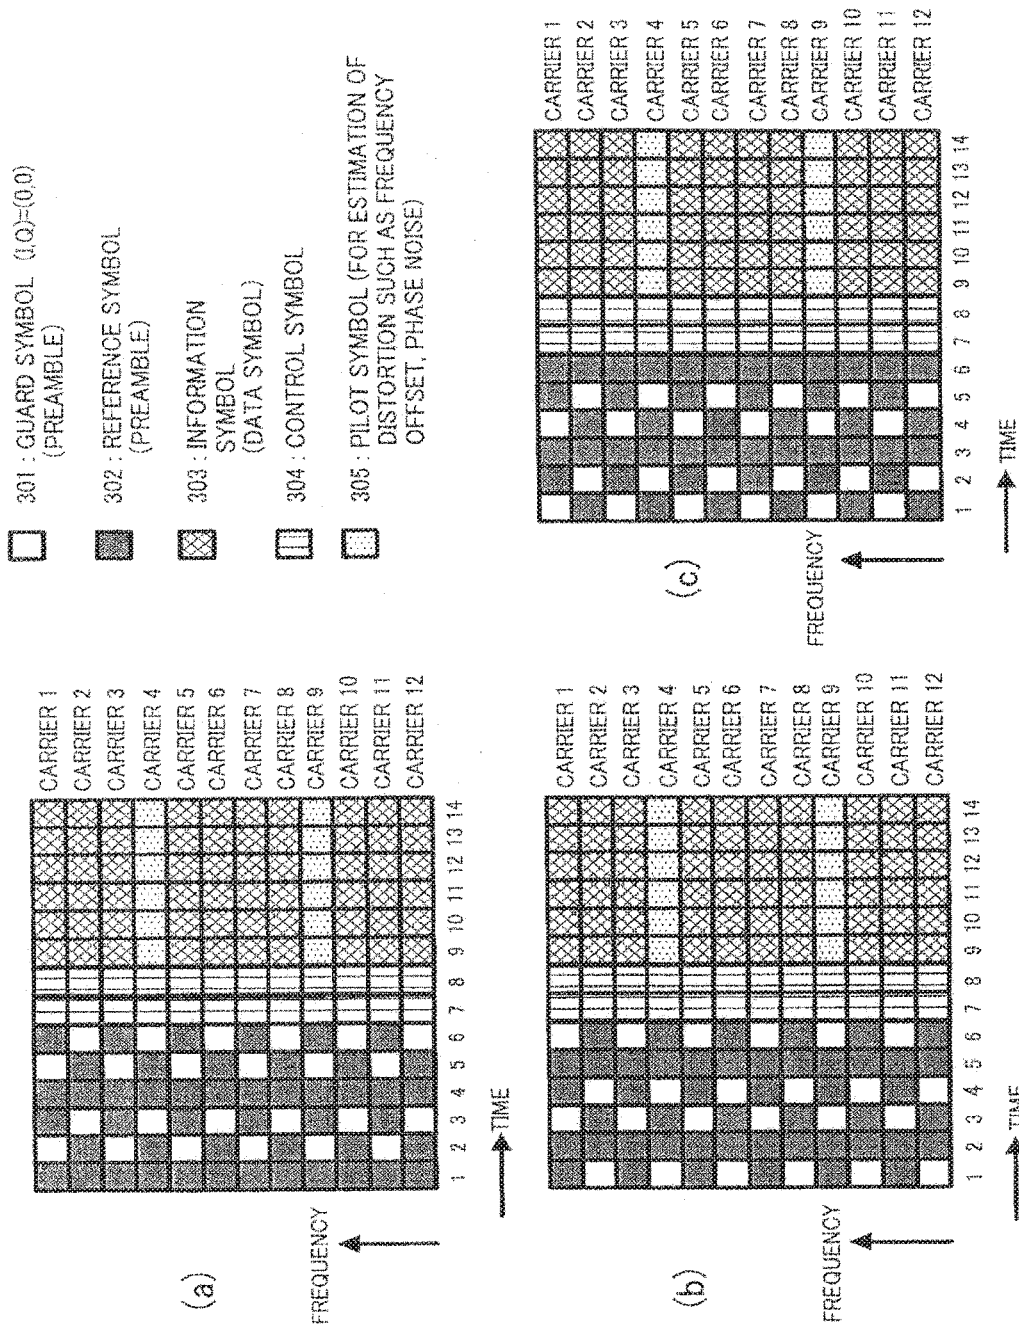 301 : GUARD SYMBOL (I,Q)=(0,0)
(PREAMBLE)
302 : REFERENCE SYMBOL
(PREAMBLE)
303 : INFORMATION
SYMBOL
(DATA SYMBOL)
304 : CONTROL SYMBOL
305 : PILOT SYMBOL (FOR ESTIMATION OF
DISTORTION SUCH AS FREQUENCY
OFFSET, PHASE NOISE)
(a)
FREQUENCY
CARRIER 1
CARRIER 2
CARRIER 3
CARRIER 4
CARRIER 5
CARRIER 6
CARRIER 7
CARRIER 8
CARRIER 9
CARRIER 10
CARRIER 11
CARRIER 12
1 2 3 4 5 6 7 8 9 10 11 12 13 14
TIME
(b)
FREQUENCY
CARRIER 1
CARRIER 2
CARRIER 3
CARRIER 4
CARRIER 5
CARRIER 6
CARRIER 7
CARRIER 8
CARRIER 9
CARRIER 10
CARRIER 11
CARRIER 12
1 2 3 4 5 6 7 8 9 10 11 12 13 14
TIME
(c)
FREQUENCY
CARRIER 1
CARRIER 2
CARRIER 3
CARRIER 4
CARRIER 5
CARRIER 6
CARRIER 7
CARRIER 8
CARRIER 9
CARRIER 10
CARRIER 11
CARRIER 12
1 2 3 4 5 6 7 8 9 10 11 12 13 14
TIME